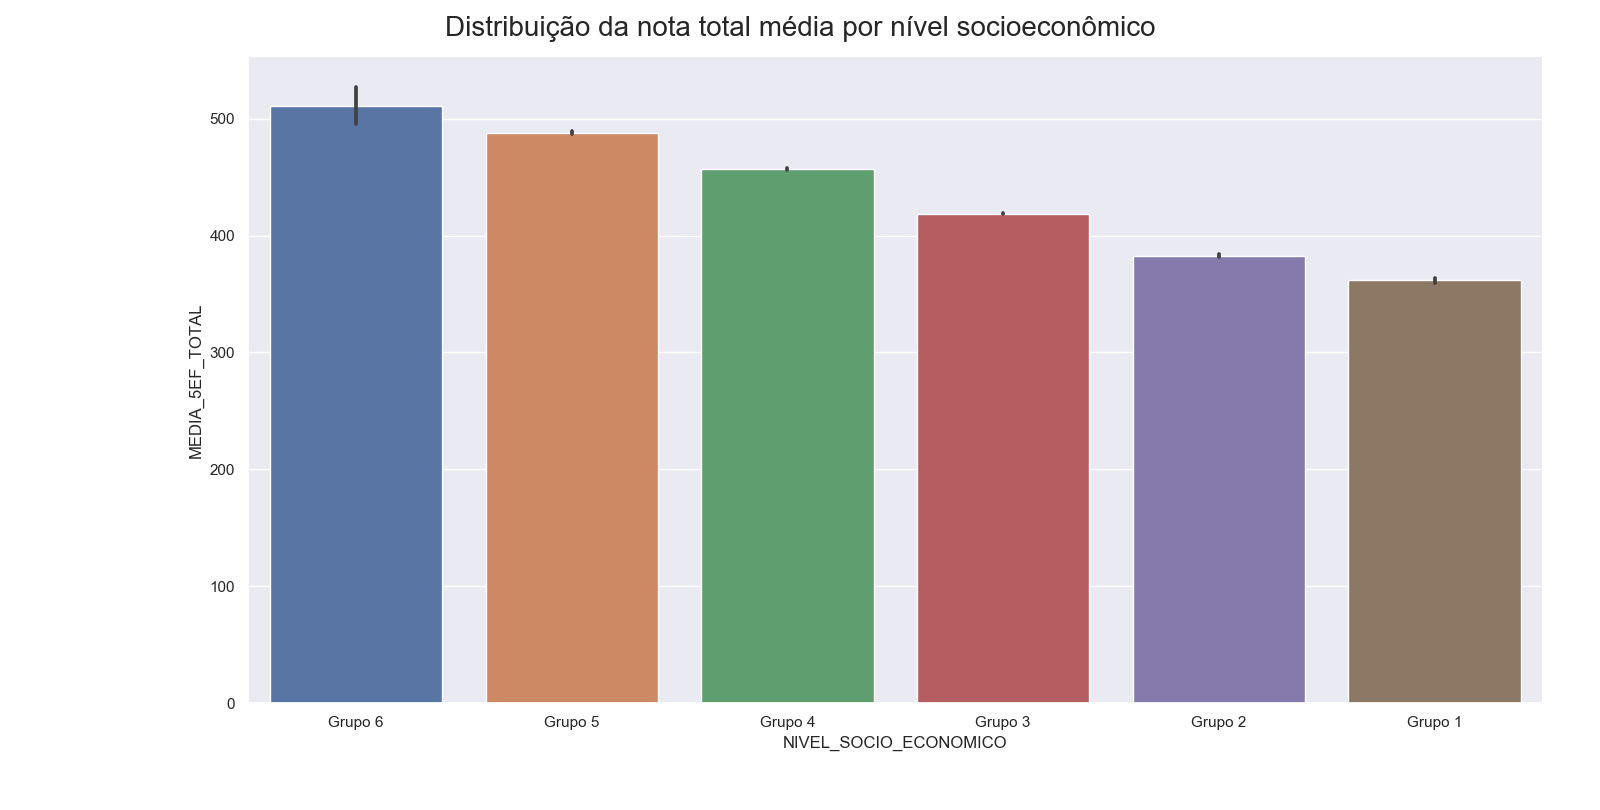 Distribuição da nota total média por nível socioeconômico
MEDIA_5EF_TOTAL
500
400
300
200
100
0
Grupo 6 Grupo 5 Grupo 4 Grupo 3 Grupo 2 Grupo 1
NIVEL_SOCIO_ECONOMICO